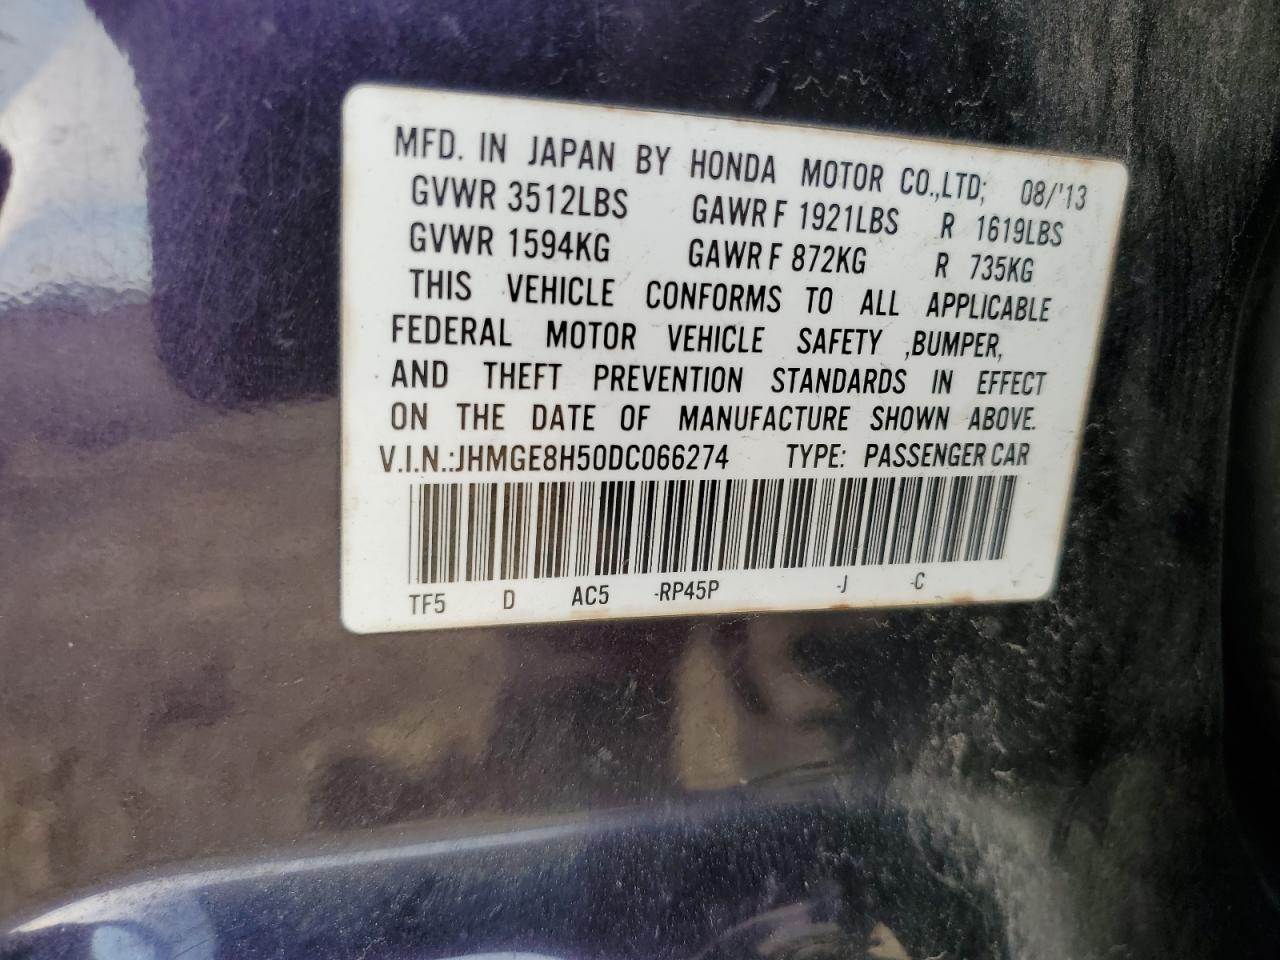 MFD. IN JAPAN BY HONDA MOTOR CO.,LTD; 08/'13
GVWR 3512LBS GAWR F 1921LBS R 1619LBS
GVWR 1594KG GAWR F 872KG R 735KG
THIS VEHICLE CONFORMS TO ALL APPLICABLE
FEDERAL MOTOR VEHICLE SAFETY ,BUMPER,
AND THEFT PREVENTION STANDARDS IN EFFECT
ON THE DATE OF MANUFACTURE SHOWN ABOVE.
V.I.N.:JHMGE8H50DC066274 TYPE: PASSENGER CAR
TF5 D AC5 -RP45P -J -C